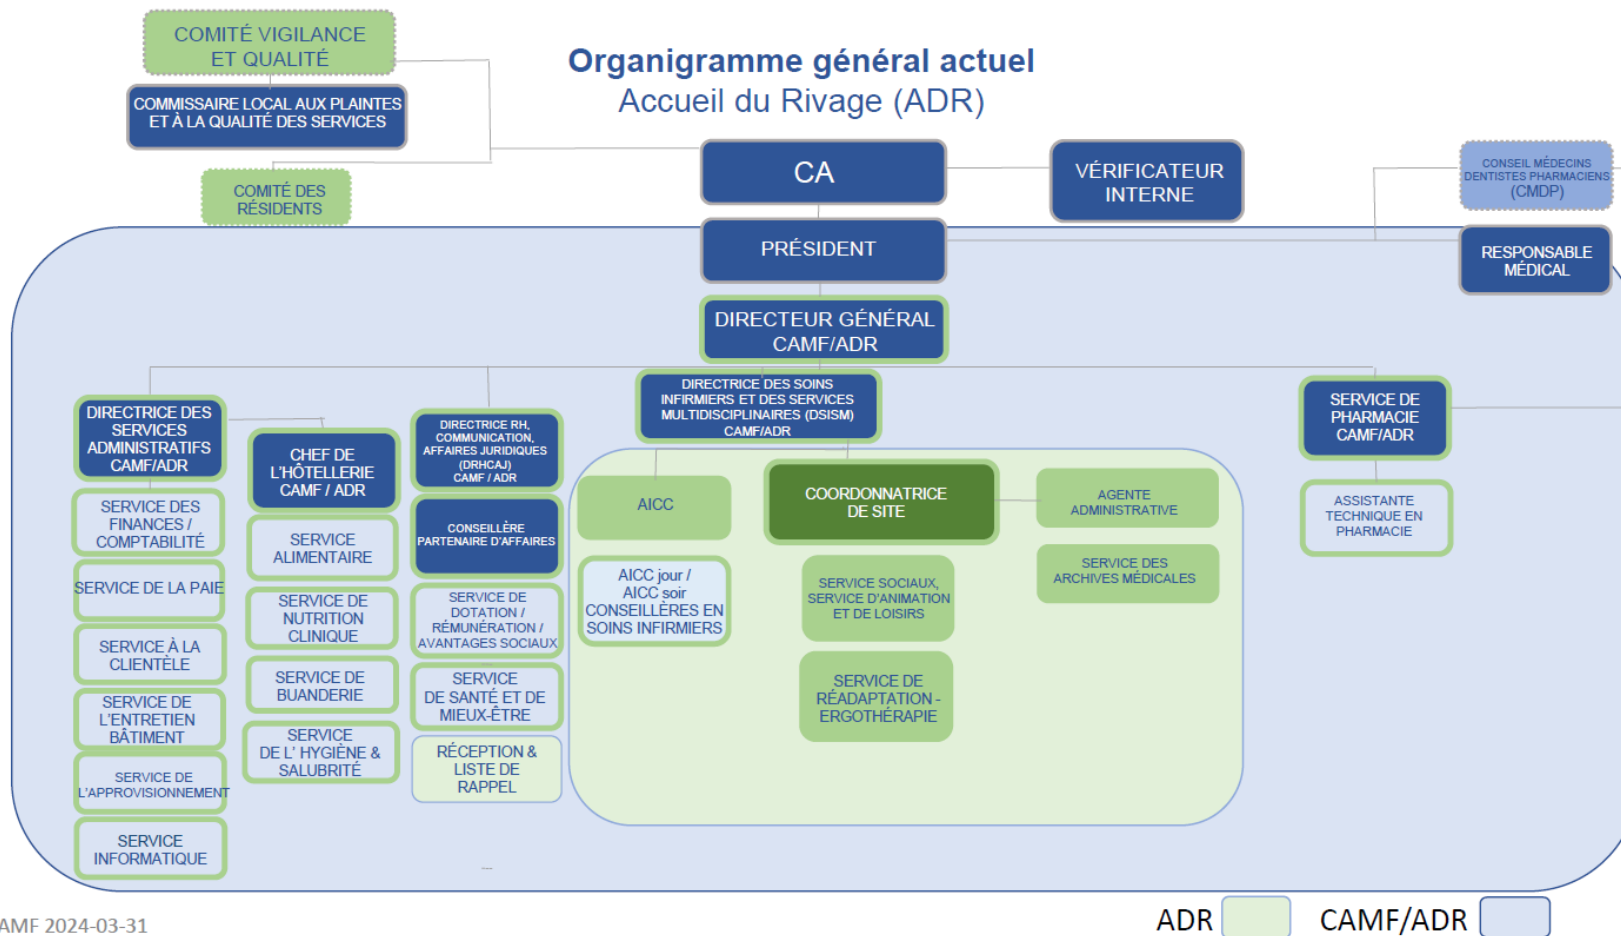 COMITÉ VIGILANCE
ET QUALITÉ
COMMISSAIRE LOCAL AUX PLAINTES
ET À LA QUALITÉ DES SERVICES
COMITÉ DES
RÉSIDENTS
Organigramme général actuel
Accueil du Rivage (ADR)
CA
VÉRIFICATEUR
INTERNE
CONSEIL MÉDECINS
DENTISTES PHARMACIENS
(CMDP)
PRÉSIDENT
RESPONSABLE
MÉDICAL
DIRECTEUR GÉNÉRAL
CAMF/ADR
DIRECTRICE DES
SERVICES
ADMINISTRATIFS
CAMF/ADR
SERVICE DES
FINANCES /
COMPTABILITÉ
SERVICE DE LA PAIE
SERVICE À LA
CLIENTÈLE
SERVICE DE
L'ENTRETIEN
BÂTIMENT
SERVICE DE
L'APPROVISIONNEMENT
SERVICE
INFORMATIQUE
CHEF DE
L'HÔTELLERIE
CAMF / ADR
SERVICE
ALIMENTAIRE
SERVICE DE
NUTRITION
CLINIQUE
SERVICE DE
BUANDERIE
SERVICE
DE L' HYGIÈNE &
SALUBRITÉ
DIRECTRICE RH,
COMMUNICATION,
AFFAIRES JURIDIQUES
(DRHCAJ)
CAMF / ADR
CONSEILLÈRE
PARTENAIRE D'AFFAIRES
SERVICE DE
DOTATION /
RÉMUNÉRATION /
AVANTAGES SOCIAUX
SERVICE
DE SANTÉ ET DE
MIEUX-ÊTRE
RÉCEPTION &
LISTE DE
RAPPEL
DIRECTRICE DES SOINS
INFIRMIERS ET DES SERVICES
MULTIDISCIPLINAIRES (DSISM)
CAMF/ADR
AICC
AICC jour /
AICC soir
CONSEILLÈRES EN
SOINS INFIRMIERS
COORDONNATRICE
DE SITE
SERVICE SOCIAUX,
SERVICE D'ANIMATION
ET DE LOISIRS
SERVICE DE
RÉADAPTATION -
ERGOTHÉRAPIE
AGENTE
ADMINISTRATIVE
SERVICE DES
ARCHIVES MÉDICALES
SERVICE DE
PHARMACIE
CAMF/ADR
ASSISTANTE
TECHNIQUE EN
PHARMACIE
AMF 2024-03-31
ADR
CAMF/ADR